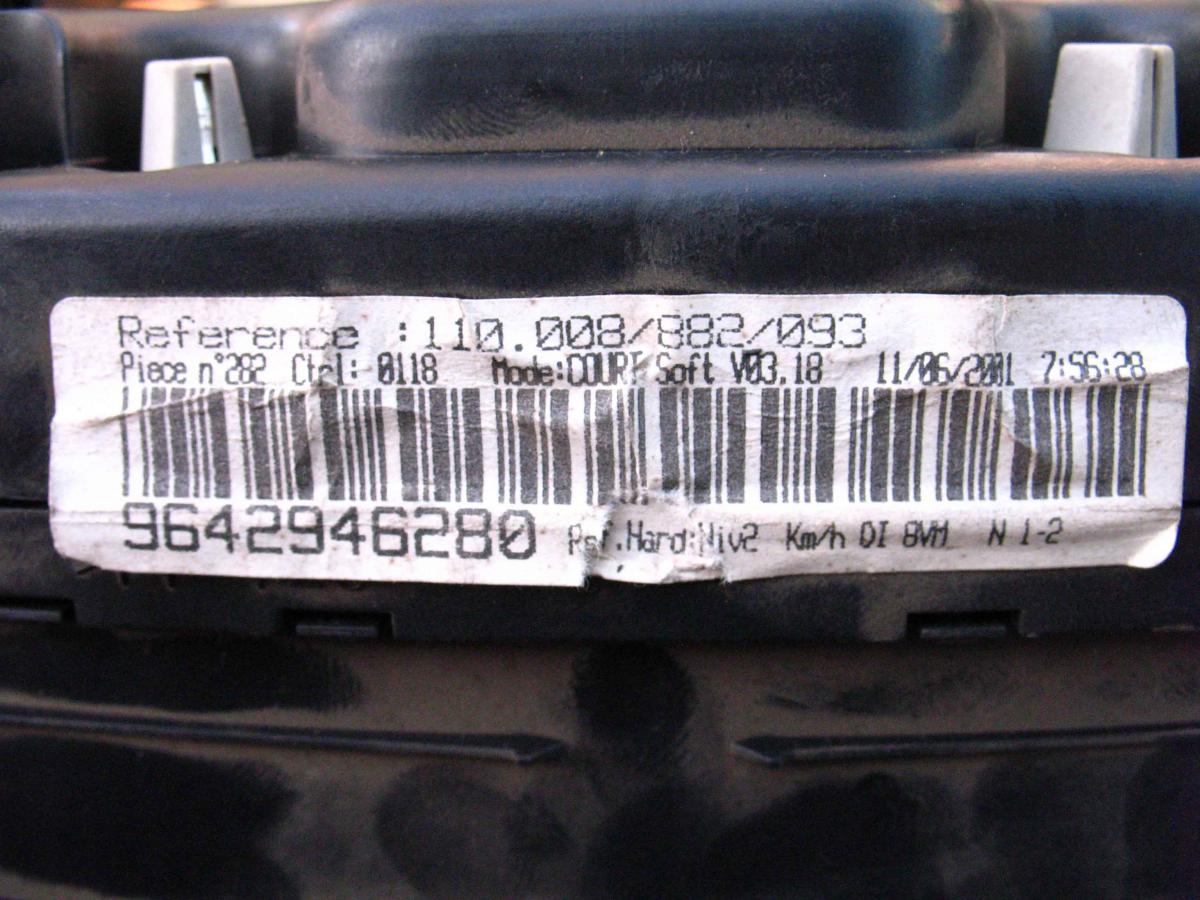 Reference :110.008/882/093
Piece n°282 Ctrl: 0118 Mode:COURT Soft V03.18 11/06/2001 7:56:28
9642946280 Ref.Hard:Niv2 Km/h DI 8VM N 1-2